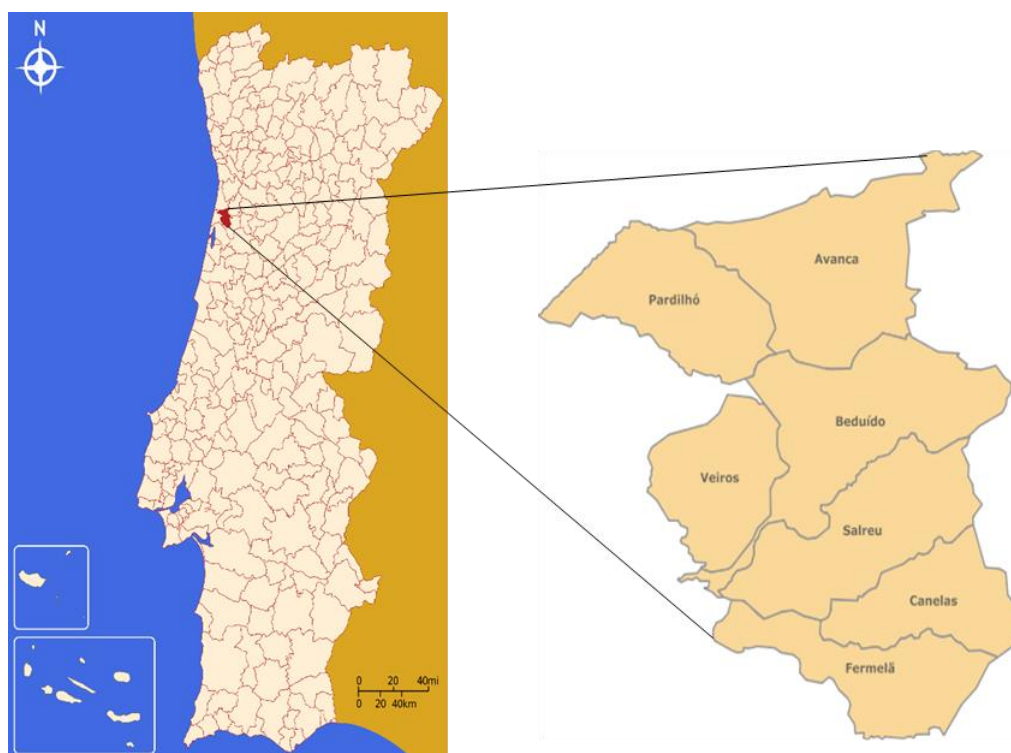 N
Avanca
Pardilhó
Beduído
Veiros
Salreu
Canelas
Fermelã
0 20 40mi
0 20 40km